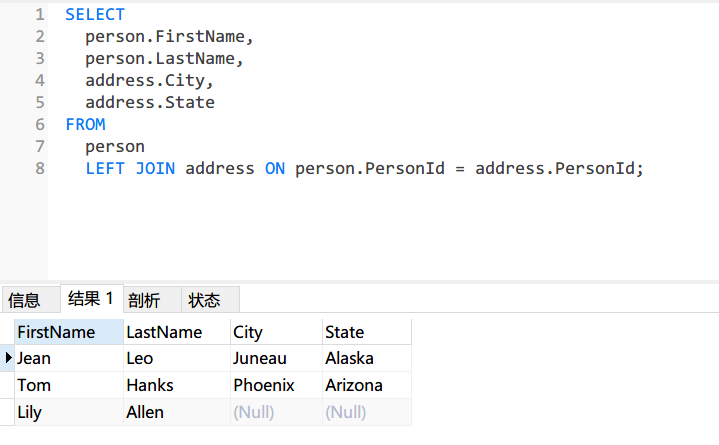 1 SELECT
2 person.FirstName,
3 person.LastName,
4 address.City,
5 address.State
6 FROM
7 person
8 LEFT JOIN address ON person.PersonId = address.PersonId;
信息 结果 1 剖析 状态
FirstName LastName City State
Jean Leo Juneau Alaska
Tom Hanks Phoenix Arizona
Lily Allen (Null) (Null)